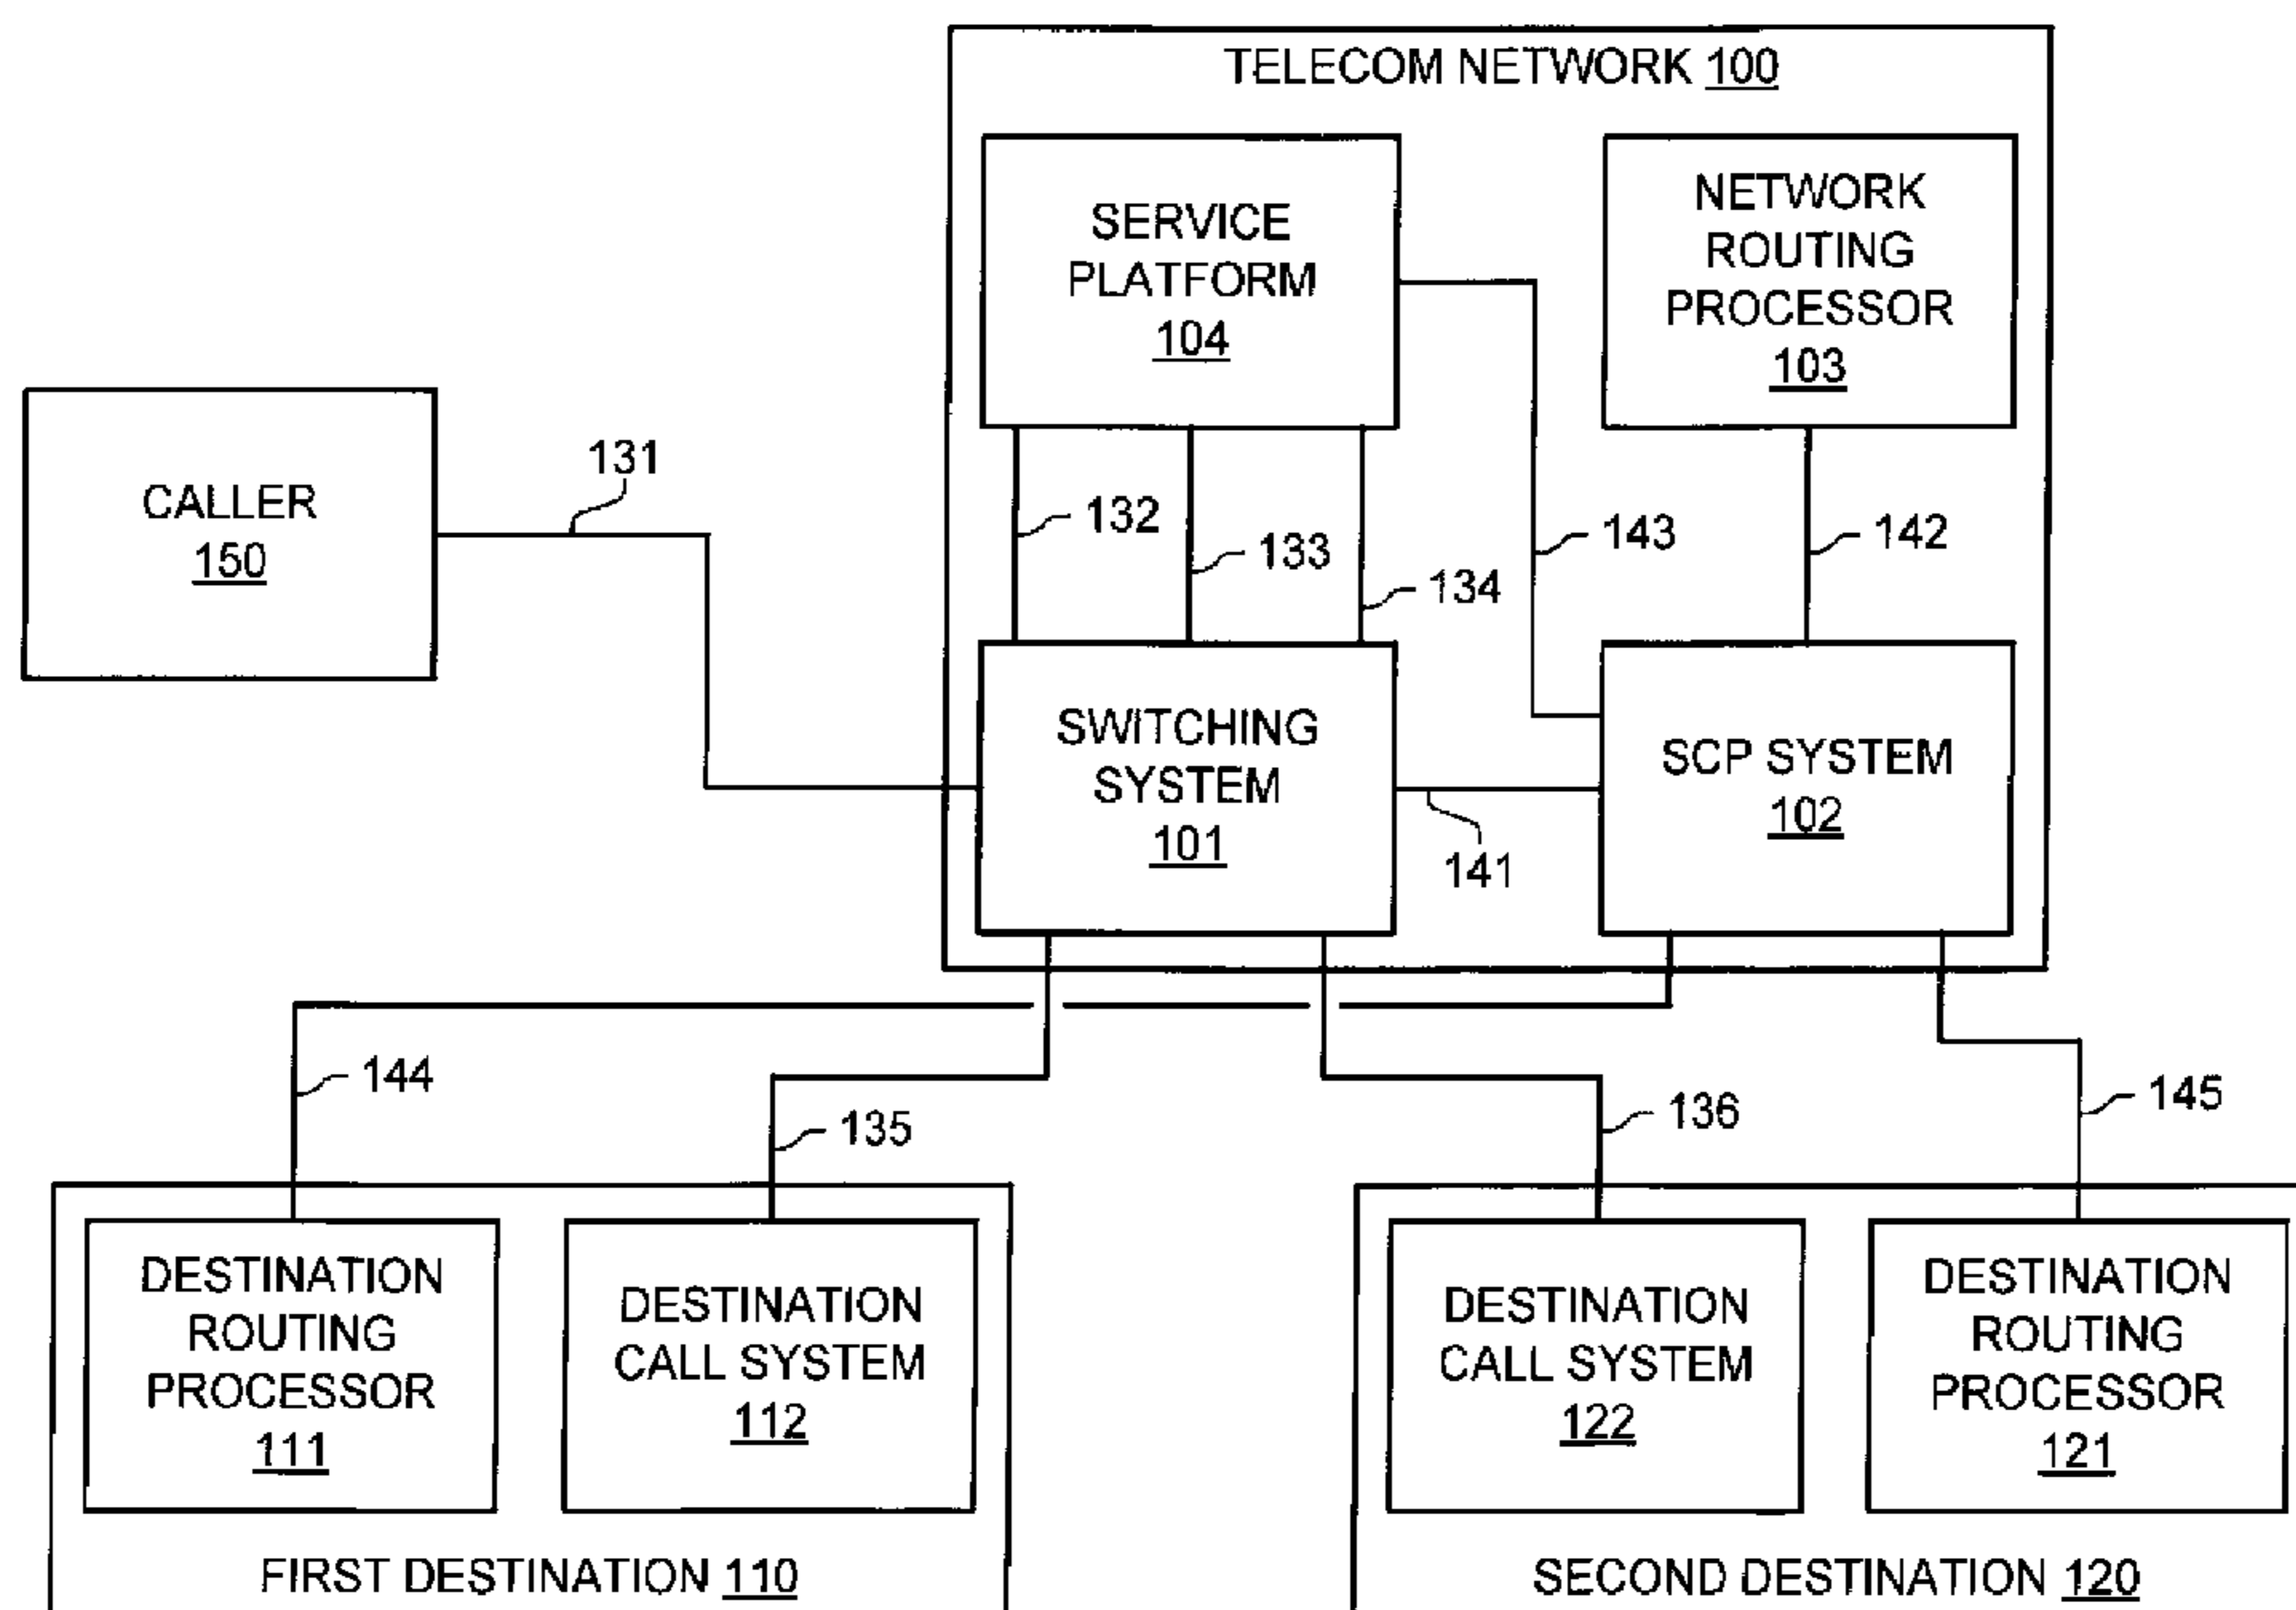 TELECOM NETWORK 100
SERVICE
PLATFORM
104
NETWORK
ROUTING
PROCESSOR
103
CALLER
150
131
132
133
134
143
142
SWITCHING
SYSTEM
101
SCP SYSTEM
102
141
144
135
136
145
DESTINATION
ROUTING
PROCESSOR
111
DESTINATION
CALL SYSTEM
112
DESTINATION
CALL SYSTEM
122
DESTINATION
ROUTING
PROCESSOR
121
FIRST DESTINATION 110
SECOND DESTINATION 120